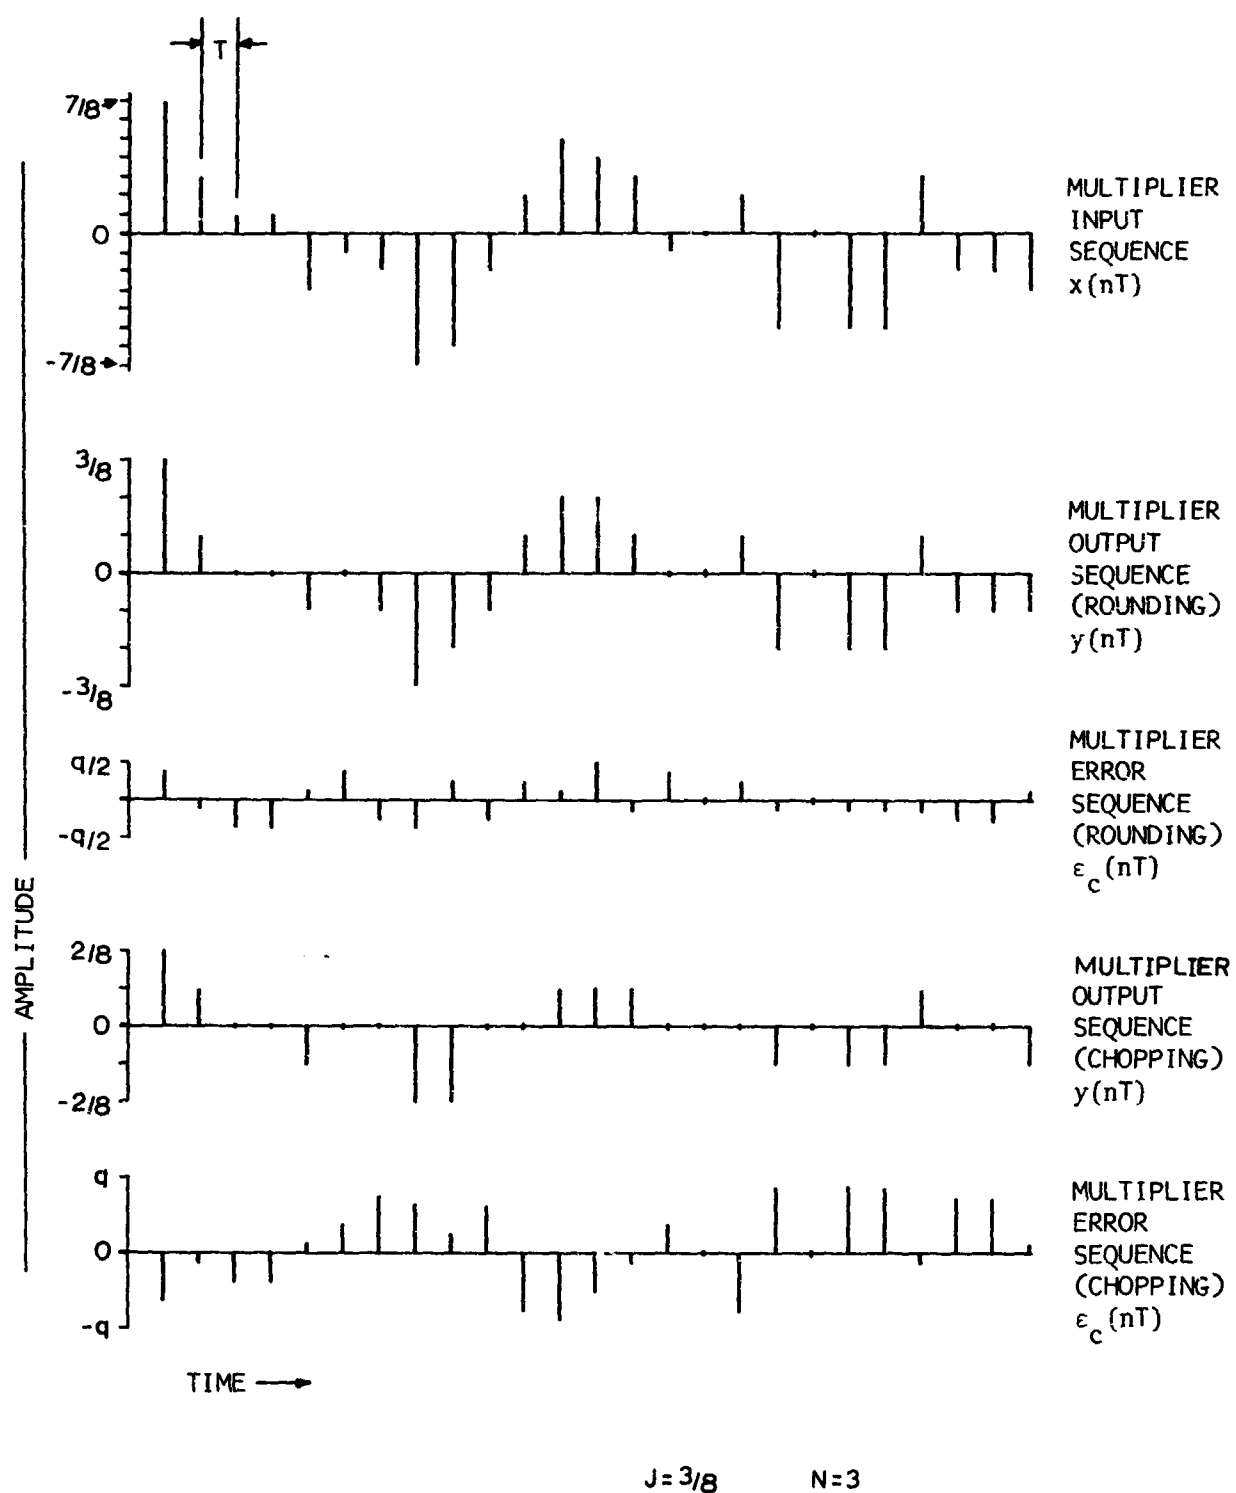 T
7/8
0
-7/8
MULTIPLIER
INPUT
SEQUENCE
x(nT)
3/8
0
-3/8
MULTIPLIER
OUTPUT
SEQUENCE
(ROUNDING)
y(nT)
q/2
-q/2
MULTIPLIER
ERROR
SEQUENCE
(ROUNDING)
εc(nT)
AMPLITUDE
2/8
0
-2/8
MULTIPLIER
OUTPUT
SEQUENCE
(CHOPPING)
y(nT)
q
0
-q
MULTIPLIER
ERROR
SEQUENCE
(CHOPPING)
εc(nT)
TIME
J=3/8 N=3